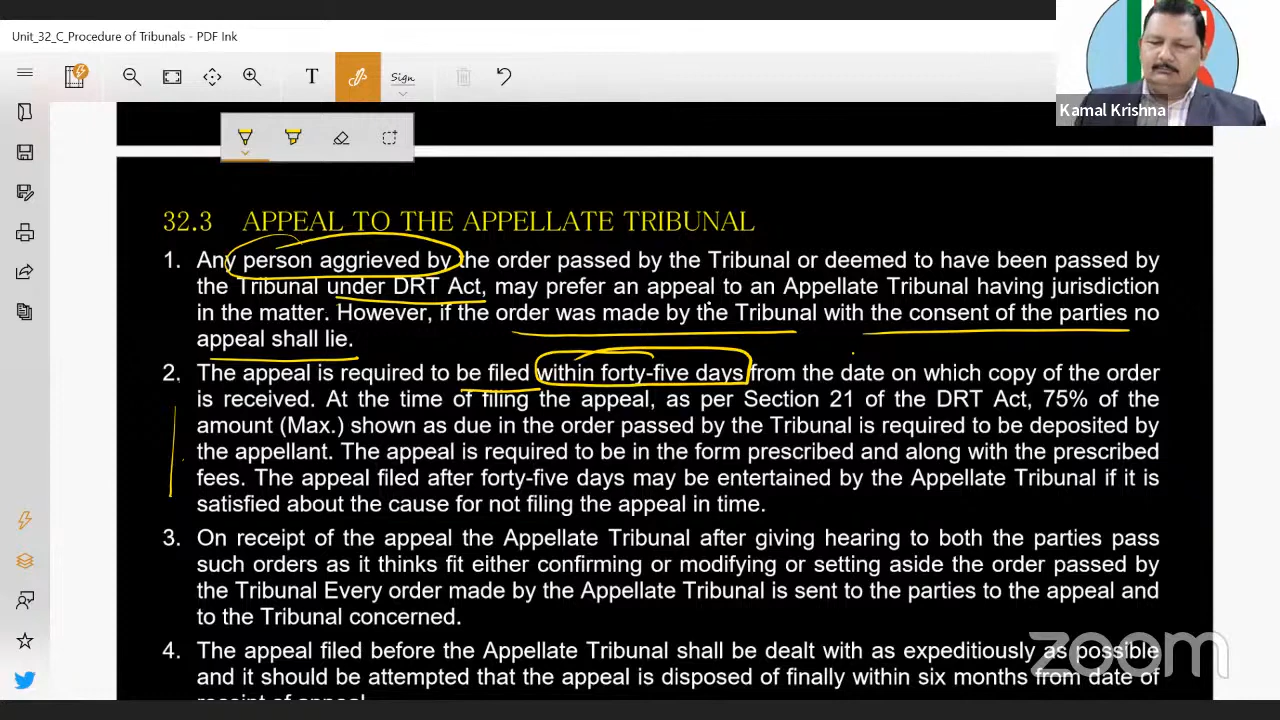 Unit_32_C_Procedure of Tribunals - PDF Ink
T
Sign
Kamal Krishna
32.3 APPEAL TO THE APPELLATE TRIBUNAL
1. Any person aggrieved by the order passed by the Tribunal or deemed to have been passed by
the Tribunal under DRT Act, may prefer an appeal to an Appellate Tribunal having jurisdiction
in the matter. However, if the order was made by the Tribunal with the consent of the parties no
appeal shall lie.
2. The appeal is required to be filed within forty-five days from the date on which copy of the order
is received. At the time of filing the appeal, as per Section 21 of the DRT Act, 75% of the
amount (Max.) shown as due in the order passed by the Tribunal is required to be deposited by
the appellant. The appeal is required to be in the form prescribed and along with the prescribed
fees. The appeal filed after forty-five days may be entertained by the Appellate Tribunal if it is
satisfied about the cause for not filing the appeal in time.
3. On receipt of the appeal the Appellate Tribunal after giving hearing to both the parties pass
such orders as it thinks fit either confirming or modifying or setting aside the order passed by
the Tribunal Every order made by the Appellate Tribunal is sent to the parties to the appeal and
to the Tribunal concerned.
4. The appeal filed before the Appellate Tribunal shall be dealt with as expeditiously as possible
and it should be attempted that the appeal is disposed of finally within six months from date of
receipt of appeal.
zoom